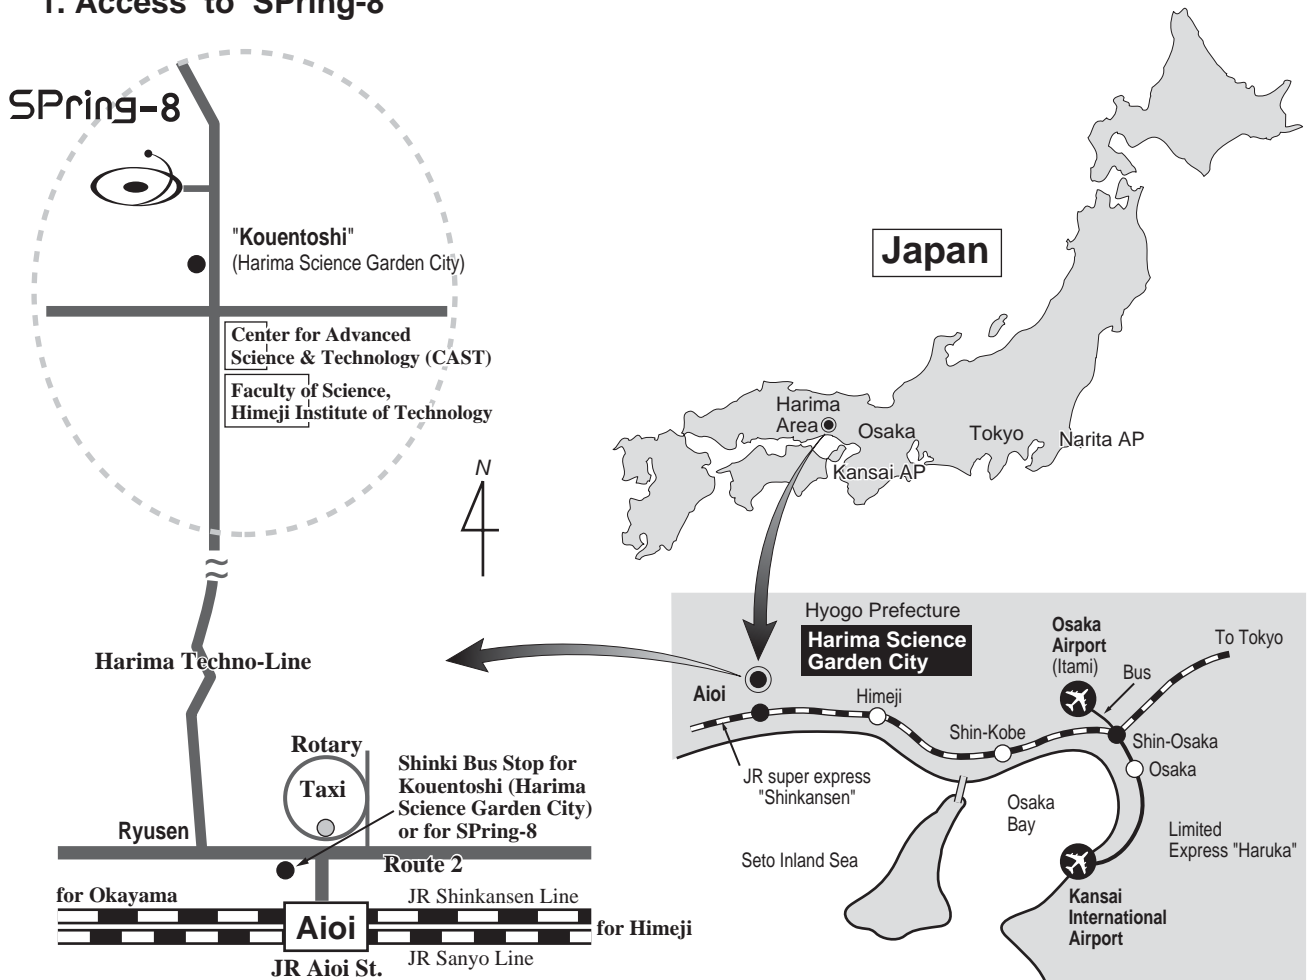 1. Access to SPring-8
SPring-8
"Kouentoshi"
(Harima Science Garden City)
Center for Advanced
Science & Technology (CAST)
Faculty of Science,
Himeji Institute of Technology
N
Harima Techno-Line
Rotary
Taxi
Shinki Bus Stop for
Kouentoshi (Harima
Science Garden City)
or for SPring-8
Ryusen
Route 2
for Okayama
JR Shinkansen Line
Aioi
for Himeji
JR Sanyo Line
JR Aioi St.
Japan
Harima
Area
Osaka
Tokyo
Narita AP
Kansai AP
Hyogo Prefecture
Harima Science
Garden City
Osaka
Airport
(Itami)
To Tokyo
Bus
Aioi
Himeji
Shin-Kobe
Shin-Osaka
Osaka
JR super express
"Shinkansen"
Osaka
Bay
Limited
Express "Haruka"
Seto Inland Sea
Kansai
International
Airport